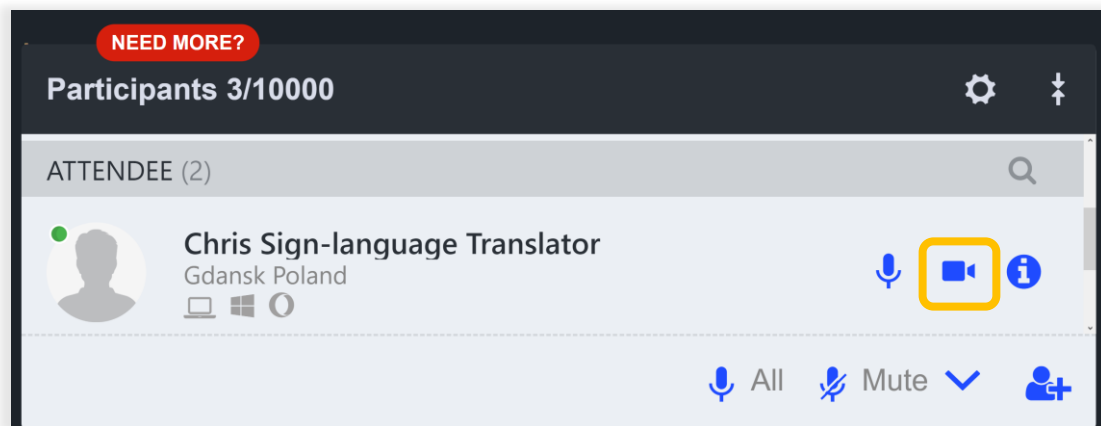 NEED MORE?
Participants 3/10000
ATTENDEE (2)
Chris Sign-language Translator
Gdansk Poland
All Mute